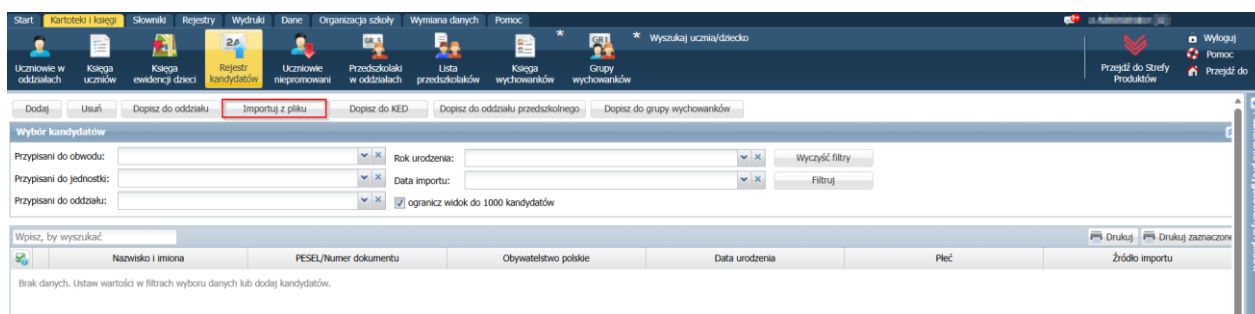 Start Kartoteki i księgi Słowniki Rejestry Wydruki Dane Organizacja szkoły Wymiana danych Pomoc
Uczniowie w oddziałach Księga uczniów Księga ewidencji dzieci Rejestr kandydatów Uczniowie niepromowani Przedszkolaki w oddziałach Lista przedszkolaków Księga wychowanków * Grupy wychowanków * Wyszukaj ucznia/dziecko Przejdź do Strefy Produktów
Wyloguj
Pomoc
Przejdź do
Dodaj Usuń Dopisz do oddziału Importuj z pliku Dopisz do KED Dopisz do oddziału przedszkolnego Dopisz do grupy wychowanków
Wybór kandydatów
Przypisani do obwodu: Rok urodzenia: Wyczyść filtry
Przypisani do jednostki: Data importu: Filtruj
Przypisani do oddziału: ogranicz widok do 1000 kandydatów
Wpisz, by wyszukać Drukuj Drukuj zaznaczone
Nazwisko i imiona PESEL/Numer dokumentu Obywatelstwo polskie Data urodzenia Płeć Źródło importu
Brak danych. Ustaw wartości w filtrach wyboru danych lub dodaj kandydatów.